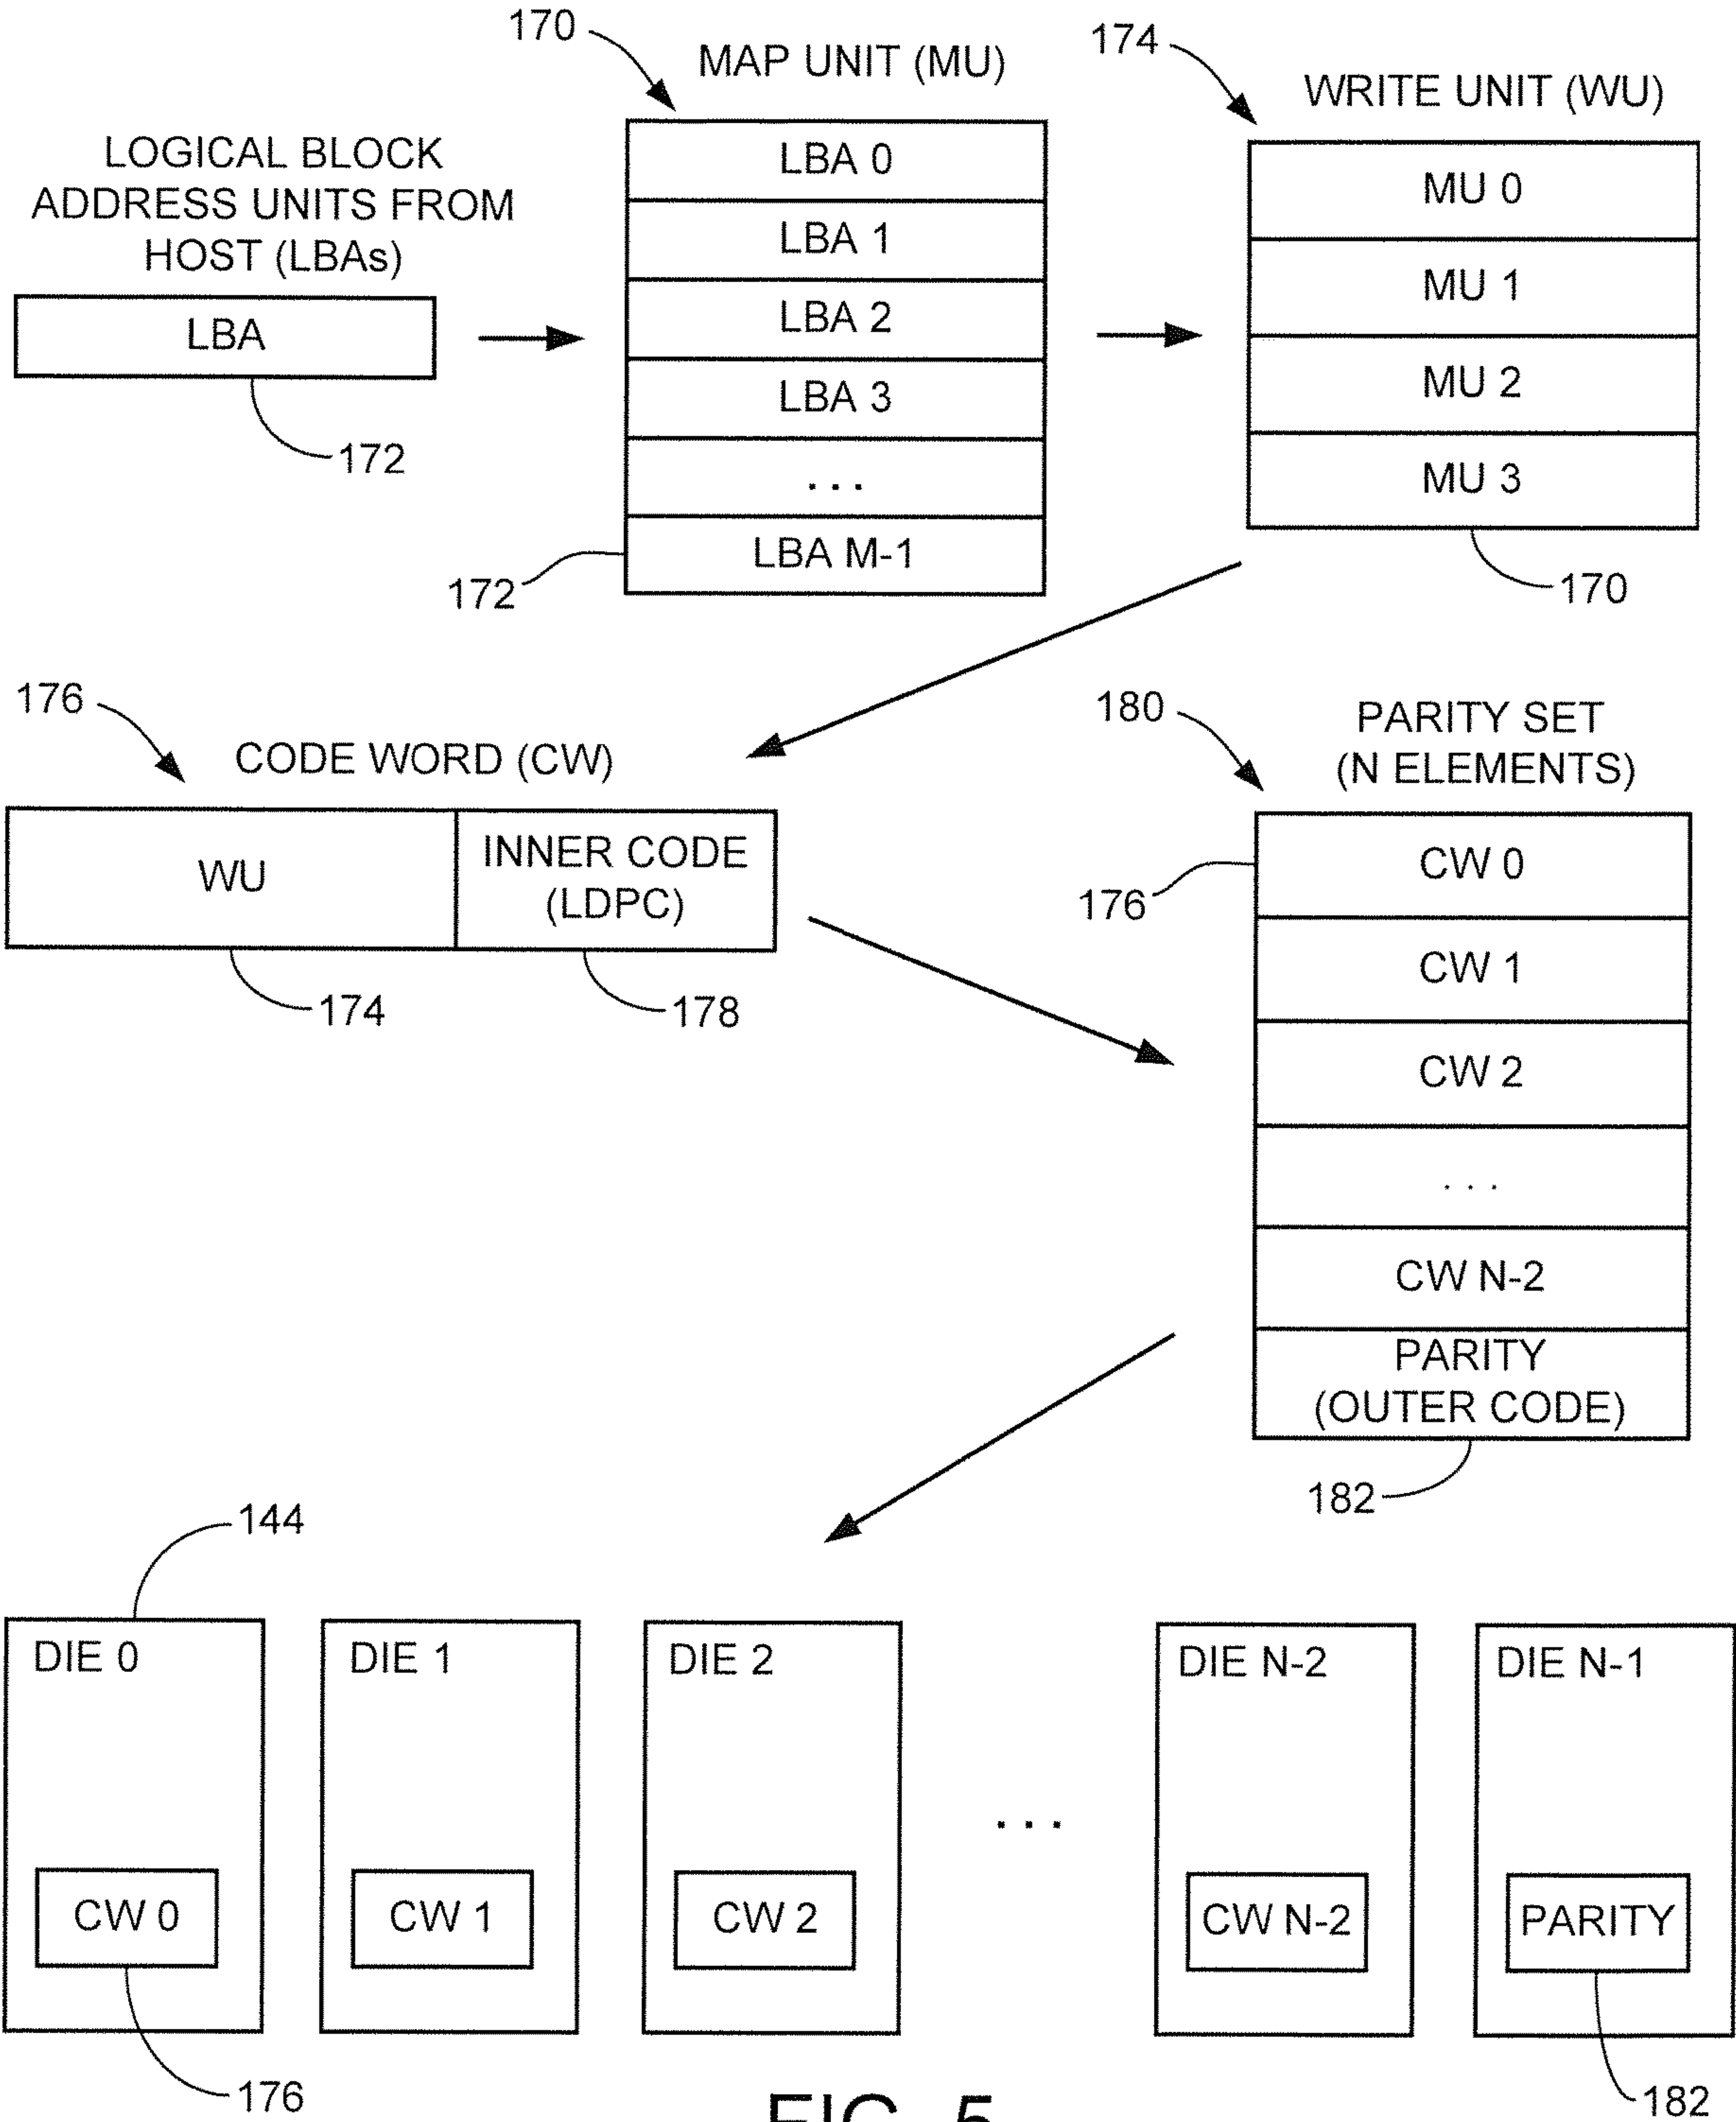 170
MAP UNIT (MU)
174
WRITE UNIT (WU)
LOGICAL BLOCK
ADDRESS UNITS FROM
HOST (LBAs)
LBA
172
LBA 0
LBA 1
LBA 2
LBA 3
...
LBA M-1
172
MU 0
MU 1
MU 2
MU 3
170
176
CODE WORD (CW)
WU
INNER CODE
(LDPC)
174
178
180
PARITY SET
(N ELEMENTS)
176
CW 0
CW 1
CW 2
...
CW N-2
PARITY
(OUTER CODE)
182
144
DIE 0
CW 0
176
DIE 1
CW 1
DIE 2
CW 2
...
DIE N-2
CW N-2
DIE N-1
PARITY
182
FIG. 5